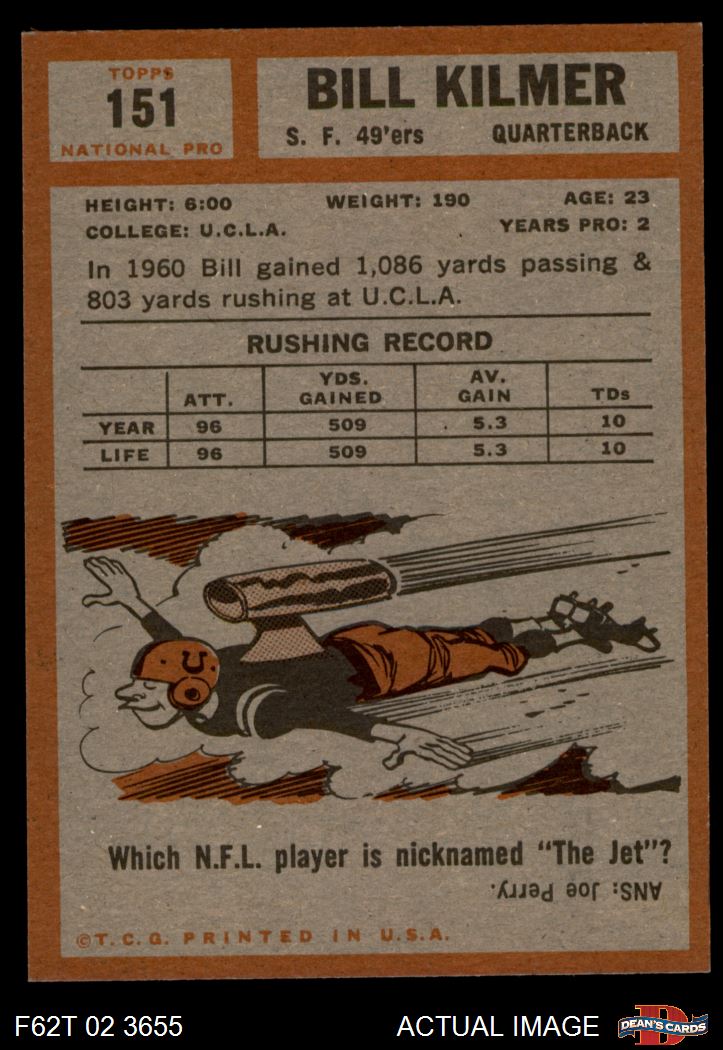 TOPPS
151
NATIONAL PRO
BILL KILMER
S. F. 49'ers QUARTERBACK
HEIGHT: 6:00 WEIGHT: 190 AGE: 23
COLLEGE: U.C.L.A. YEARS PRO: 2
In 1960 Bill gained 1,086 yards passing &
803 yards rushing at U.C.L.A.
RUSHING RECORD
ATT. YDS. GAINED AV. GAIN TDs
YEAR 96 509 5.3 10
LIFE 96 509 5.3 10
Which N.F.L. player is nicknamed "The Jet"?
ANS: Joe Perry.
©T.C.G. PRINTED IN U.S.A.
F62T 02 3655 ACTUAL IMAGE DEAN'S CARDS